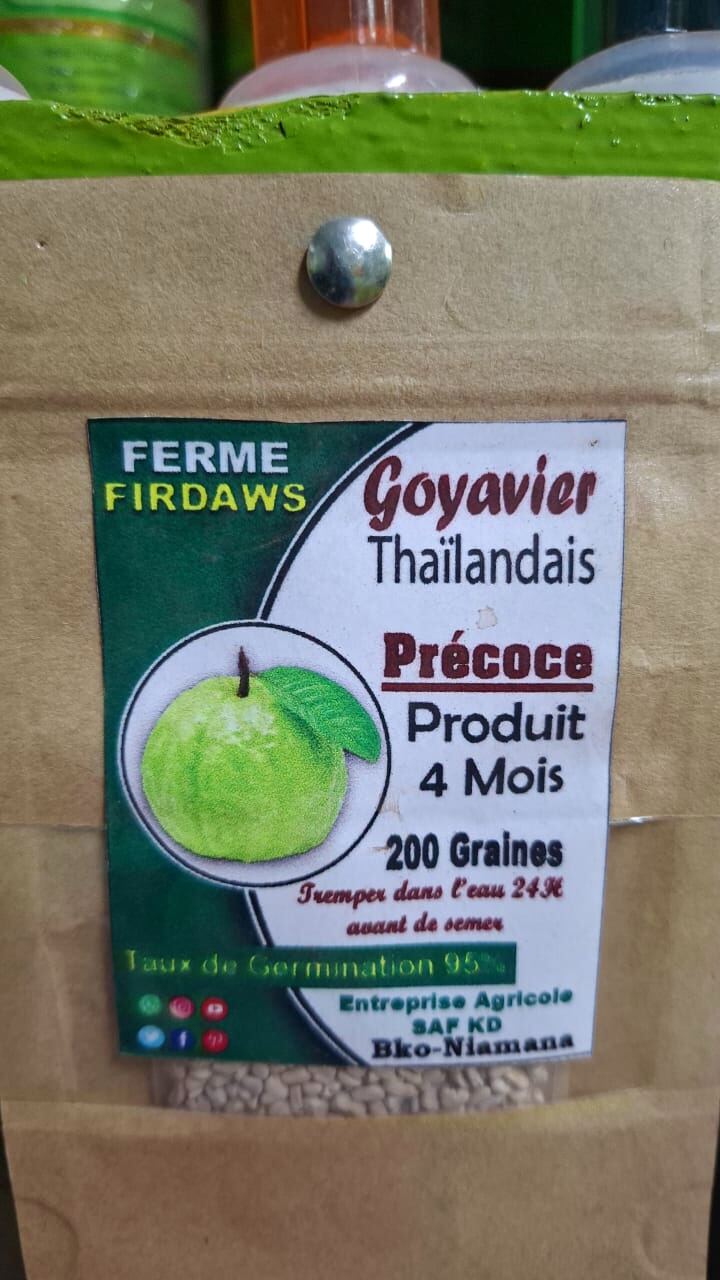 FERME
FIRDAWS
Goyavier
Thaïlandais
Précoce
Produit
4 Mois
200 Graines
Tremper dans l'eau 24H
avant de semer
Taux de Germination 95%
Entreprise Agricole
SAF KD
Bko-Niamana